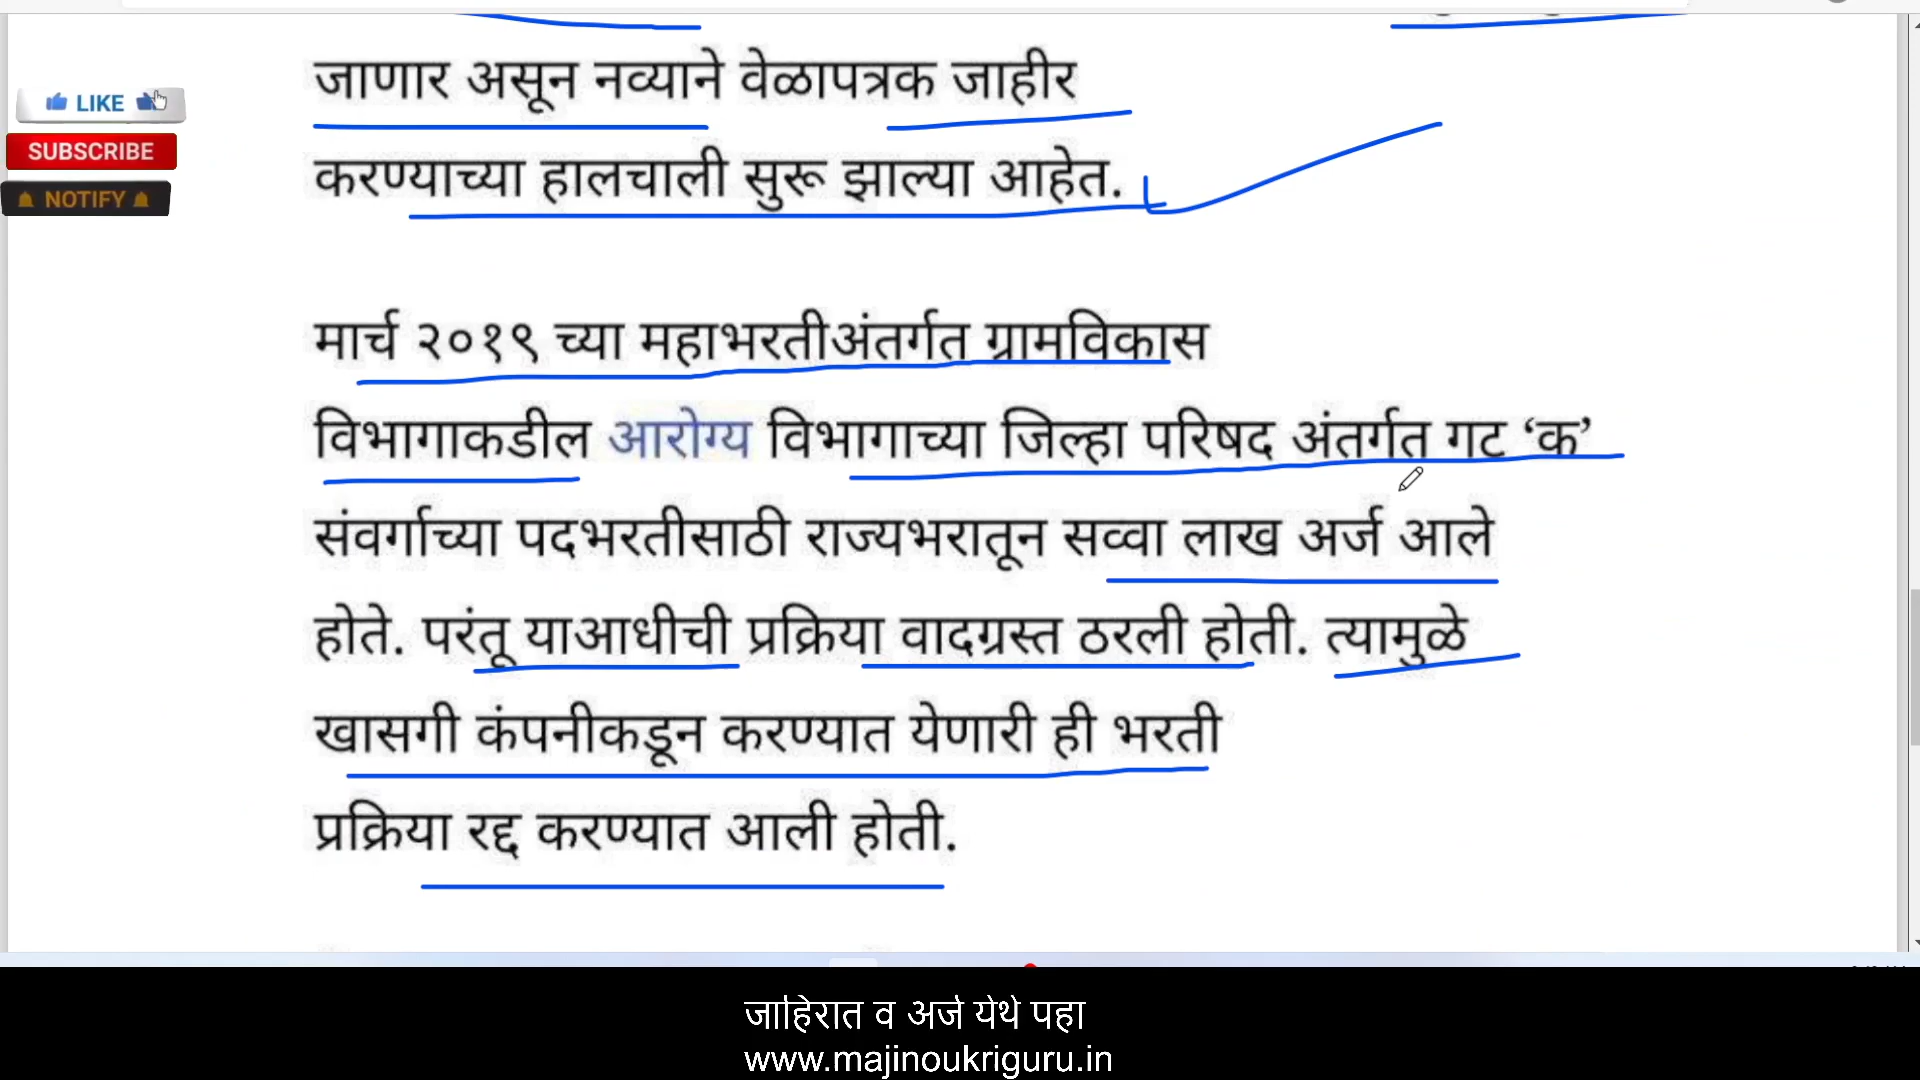 जाणार असून नव्याने वेळापत्रक जाहीर
LIKE
SUBSCRIBE
करण्याच्या हालचाली सुरू झाल्या आहेत.
NOTIFY
मार्च २०१९ च्या महाभरतीअंतर्गत ग्रामविकास
विभागाकडील आरोग्य विभागाच्या जिल्हा परिषद अंतर्गत गट ‘क’
संवर्गाच्या पदभरतीसाठी राज्यभरातून सव्वा लाख अर्ज आले
होते. परंतू याआधीची प्रक्रिया वादग्रस्त ठरली होती. त्यामुळे
खासगी कंपनीकडून करण्यात येणारी ही भरती
प्रक्रिया रद्द करण्यात आली होती.
जाहिरात व अर्ज येथे पहा
www.majinoukriguru.in